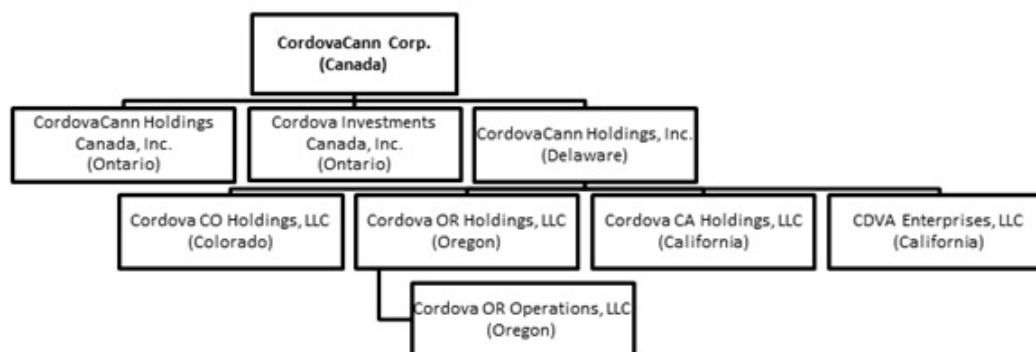 CordovaCann Corp.
(Canada)
CordovaCann Holdings
Canada, Inc.
(Ontario)
Cordova Investments
Canada, Inc.
(Ontario)
CordovaCann Holdings, Inc.
(Delaware)
Cordova CO Holdings, LLC
(Colorado)
Cordova OR Holdings, LLC
(Oregon)
Cordova CA Holdings, LLC
(California)
CDVA Enterprises, LLC
(California)
Cordova OR Operations, LLC
(Oregon)